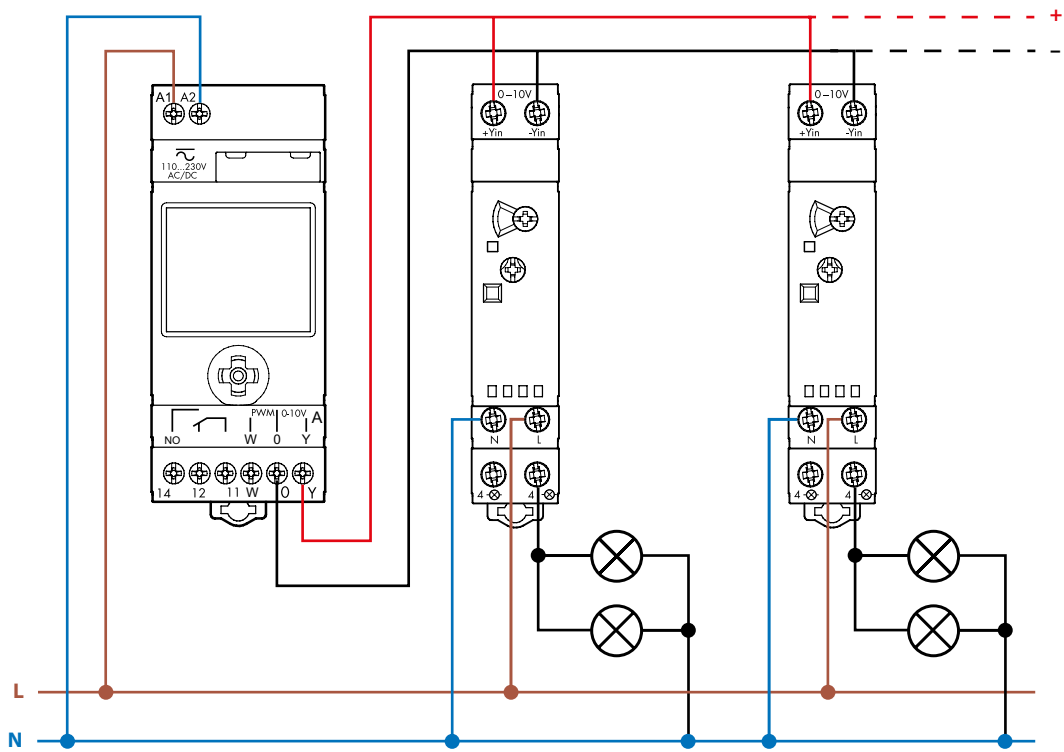 +
-
A1 A2
0–10V
+Yin -Yin
0–10V
+Yin -Yin
110...230V
AC/DC
PWM 0-10V A
NO W 0 Y
14 12 11 W 0 Y
N L
4 4
N L
4 4
L
N